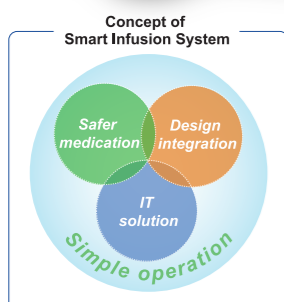 Concept of
Smart Infusion System
Safer
medication
Design
integration
IT
solution
Simple operation